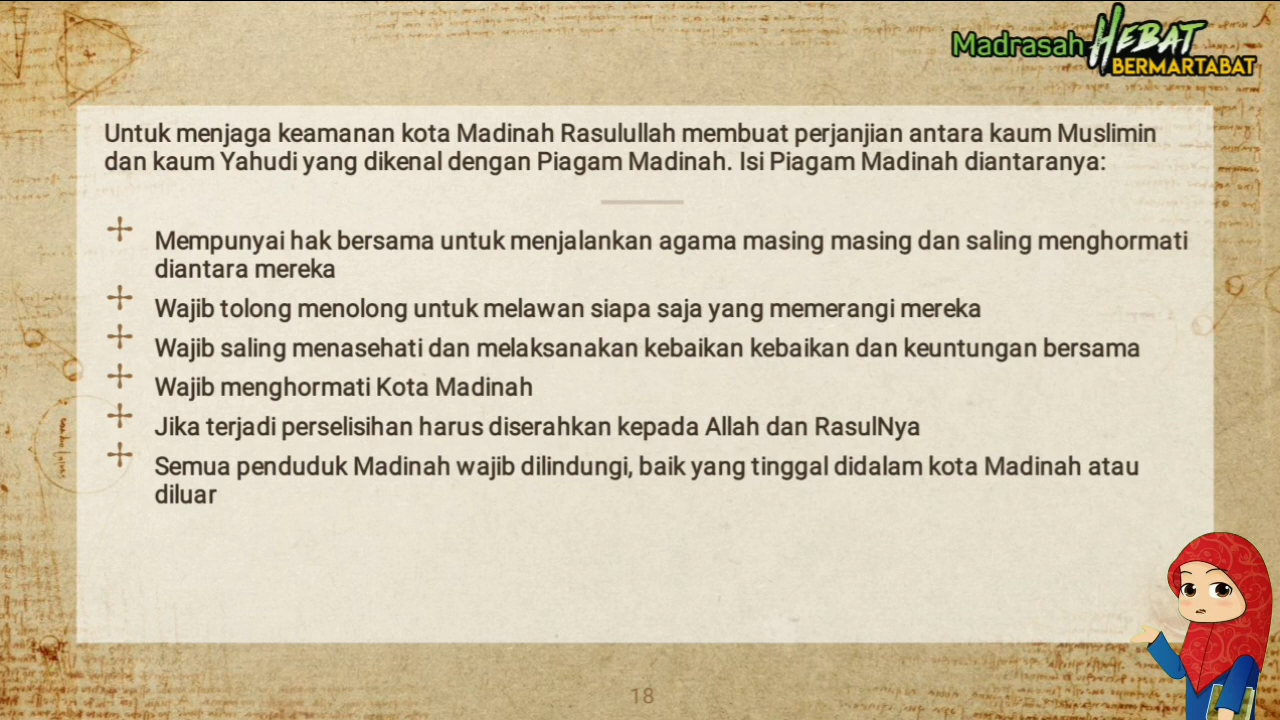 Madrasah HEBAT
BERMARTABAT
Untuk menjaga keamanan kota Madinah Rasulullah membuat perjanjian antara kaum Muslimin
dan kaum Yahudi yang dikenal dengan Piagam Madinah. Isi Piagam Madinah diantaranya:
Mempunyai hak bersama untuk menjalankan agama masing masing dan saling menghormati
diantara mereka
Wajib tolong menolong untuk melawan siapa saja yang memerangi mereka
Wajib saling menasehati dan melaksanakan kebaikan kebaikan dan keuntungan bersama
Wajib menghormati Kota Madinah
Jika terjadi perselisihan harus diserahkan kepada Allah dan RasulNya
Semua penduduk Madinah wajib dilindungi, baik yang tinggal didalam kota Madinah atau
diluar
18